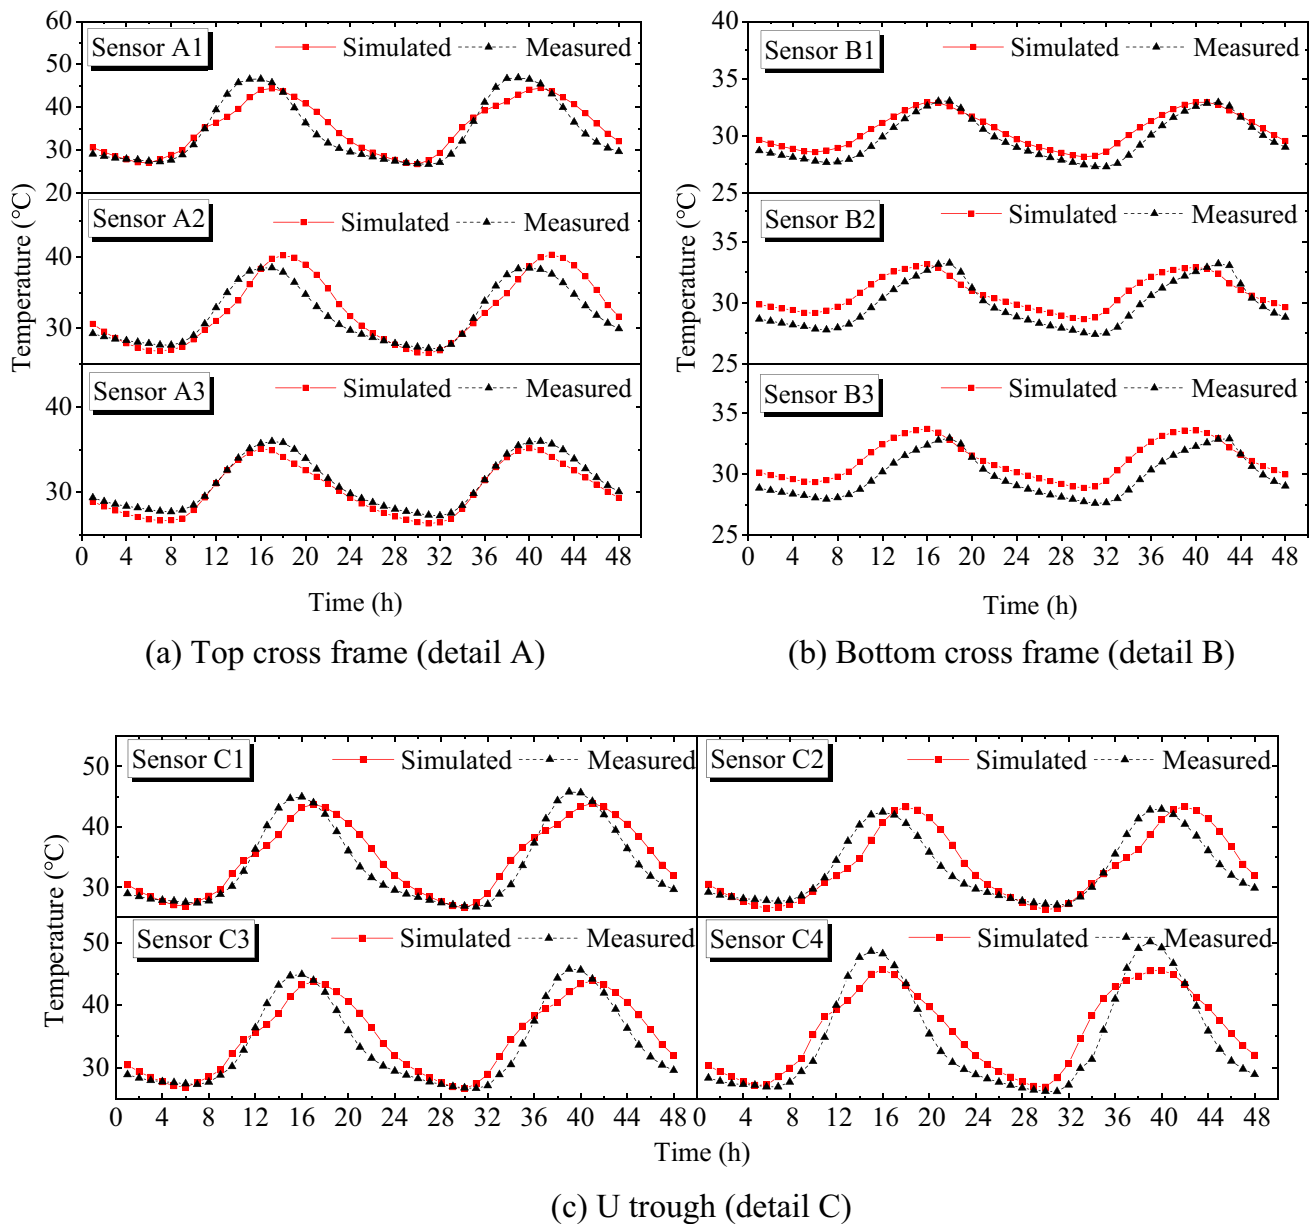 Sensor A1
Simulated
Measured
60
50
40
30
20
Sensor A2
Simulated
Measured
40
30
Sensor A3
Simulated
Measured
40
30
0 4 8 12 16 20 24 28 32 36 40 44 48
Temperature (°C)
Time (h)
(a) Top cross frame (detail A)
Sensor B1
Simulated
Measured
40
35
30
25
Sensor B2
Simulated
Measured
35
30
25
Sensor B3
Simulated
Measured
35
30
25
0 4 8 12 16 20 24 28 32 36 40 44 48
Temperature (°C)
Time (h)
(b) Bottom cross frame (detail B)
Sensor C1
Simulated
Measured
50
40
30
Sensor C2
Simulated
Measured
Sensor C3
Simulated
Measured
50
40
30
Sensor C4
Simulated
Measured
0 4 8 12 16 20 24 28 32 36 40 44 48
0 4 8 12 16 20 24 28 32 36 40 44 48
Temperature (°C)
Time (h)
(c) U trough (detail C)